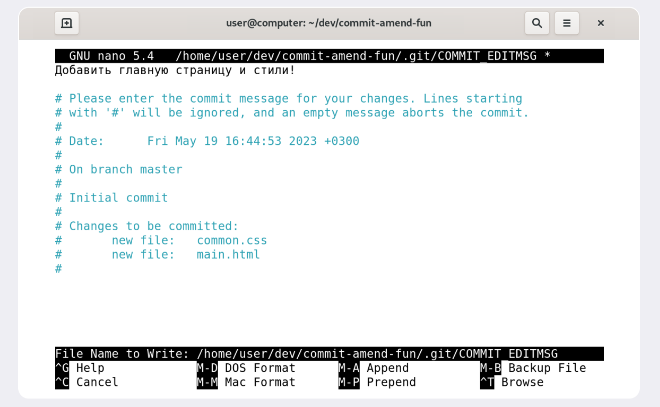 user@computer: ~/dev/commit-amend-fun
GNU nano 5.4   /home/user/dev/commit-amend-fun/.git/COMMIT_EDITMSG *
Добавить главную страницу и стили!
# Please enter the commit message for your changes. Lines starting
# with '#' will be ignored, and an empty message aborts the commit.
#
# Date:      Fri May 19 16:44:53 2023 +0300
#
# On branch master
#
# Initial commit
#
# Changes to be committed:
#       new file:   common.css
#       new file:   main.html
#
File Name to Write: /home/user/dev/commit-amend-fun/.git/COMMIT_EDITMSG
^G Help   M-D DOS Format   M-A Append   M-B Backup File
^C Cancel   M-M Mac Format   M-P Prepend   ^T Browse